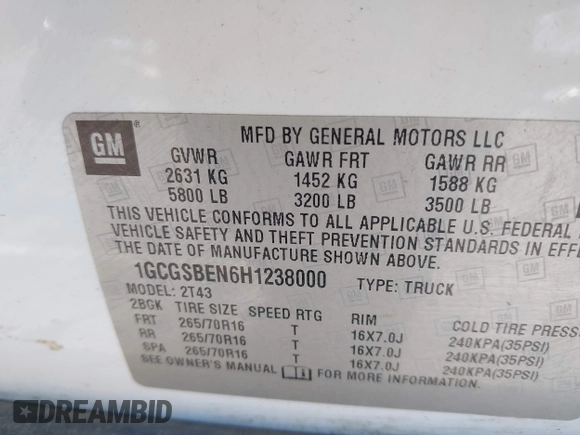 GM
MFD BY GENERAL MOTORS LLC
GVWR GAWR FRT GAWR RR
2631 KG 1452 KG 1588 KG
5800 LB 3200 LB 3500 LB
THIS VEHICLE CONFORMS TO ALL APPLICABLE U.S. FEDERAL
VEHICLE SAFETY AND THEFT PREVENTION STANDARDS IN EFFE
THE DATE OF MANUFACTURE SHOWN ABOVE.
1GCGSBEN6H1238000 TYPE: TRUCK
MODEL: 2T43
2BGK TIRE SIZE SPEED RTG RIM COLD TIRE PRESS
FRT 265/70R16 T 16X7.0J 240KPA(35PSI)
RR 265/70R16 T 16X7.0J 240KPA(35PSI)
SPA 265/70R16 T 16X7.0J 240KPA(35PSI)
SEE OWNER'S MANUAL FOR MORE INFORMATION.
DREAMBID